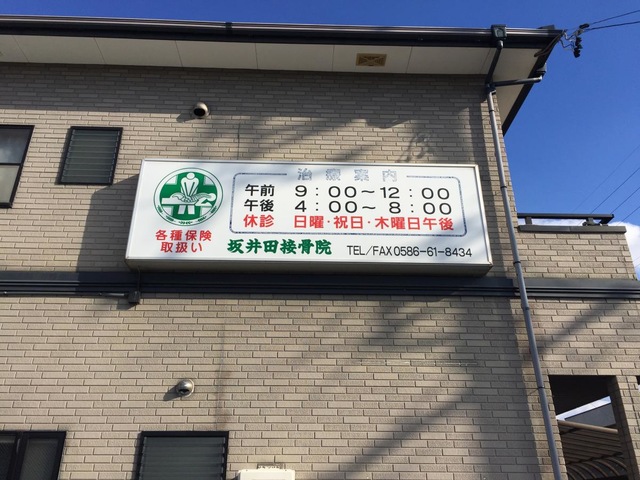 治療案内
午前 9:00～12:00
午後 4:00～8:00
休診 日曜・祝日・木曜日午後
各種保険
取扱い
坂井田接骨院 TEL/FAX0586-61-8434